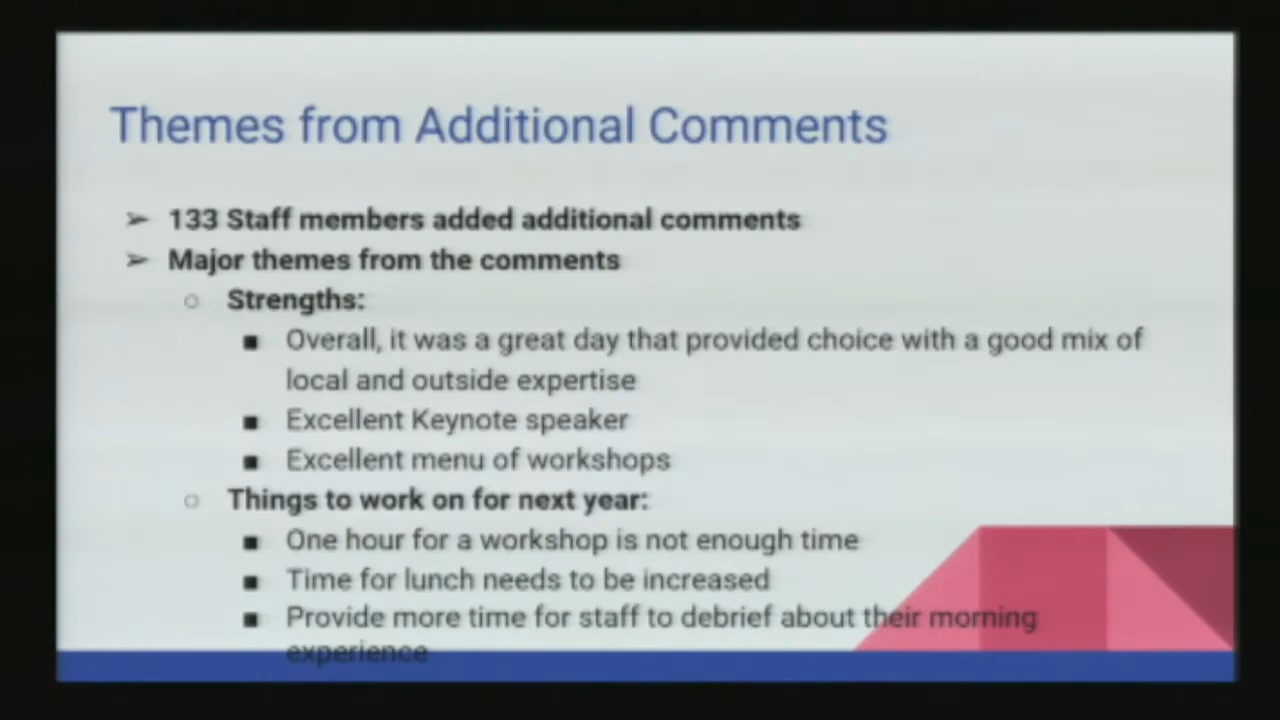 Themes from Additional Comments
➢ 133 Staff members added additional comments
➢ Major themes from the comments
○ Strengths:
■ Overall, it was a great day that provided choice with a good mix of
local and outside expertise
■ Excellent Keynote speaker
■ Excellent menu of workshops
○ Things to work on for next year:
■ One hour for a workshop is not enough time
■ Time for lunch needs to be increased
■ Provide more time for staff to debrief about their morning
experience